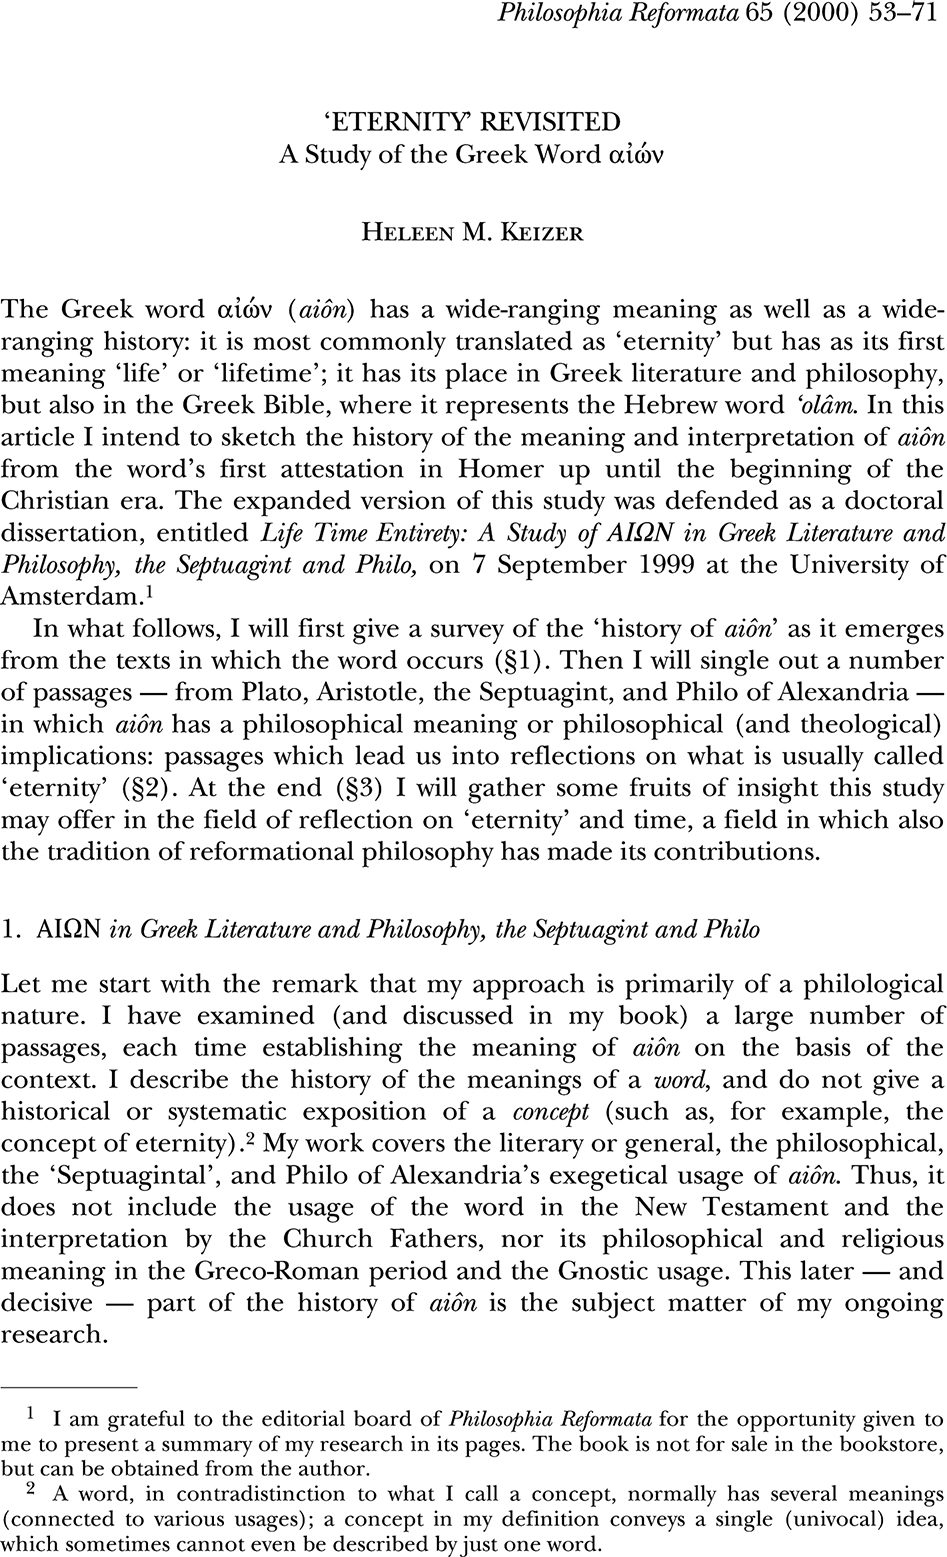 Philosophia Reformata 65 (2000) 53–71
‘ETERNITY’ REVISITED
A Study of the Greek Word αἰών
HELEEN M. KEIZER
The Greek word αἰών (aiôn) has a wide-ranging meaning as well as a wide-
ranging history: it is most commonly translated as ‘eternity’ but has as its first
meaning ‘life’ or ‘lifetime’; it has its place in Greek literature and philosophy,
but also in the Greek Bible, where it represents the Hebrew word ‘olâm. In this
article I intend to sketch the history of the meaning and interpretation of aiôn
from the word’s first attestation in Homer up until the beginning of the
Christian era. The expanded version of this study was defended as a doctoral
dissertation, entitled Life Time Entirety: A Study of ΑΙΩΝ in Greek Literature and
Philosophy, the Septuagint and Philo, on 7 September 1999 at the University of
Amsterdam.1
In what follows, I will first give a survey of the ‘history of aiôn’ as it emerges
from the texts in which the word occurs (§1). Then I will single out a number
of passages — from Plato, Aristotle, the Septuagint, and Philo of Alexandria —
in which aiôn has a philosophical meaning or philosophical (and theological)
implications: passages which lead us into reflections on what is usually called
‘eternity’ (§2). At the end (§3) I will gather some fruits of insight this study
may offer in the field of reflection on ‘eternity’ and time, a field in which also
the tradition of reformational philosophy has made its contributions.
1. ΑΙΩΝ in Greek Literature and Philosophy, the Septuagint and Philo
Let me start with the remark that my approach is primarily of a philological
nature. I have examined (and discussed in my book) a large number of
passages, each time establishing the meaning of aiôn on the basis of the
context. I describe the history of the meanings of a word, and do not give a
historical or systematic exposition of a concept (such as, for example, the
concept of eternity).2 My work covers the literary or general, the philosophical,
the ‘Septuagintal’, and Philo of Alexandria’s exegetical usage of aiôn. Thus, it
does not include the usage of the word in the New Testament and the
interpretation by the Church Fathers, nor its philosophical and religious
meaning in the Greco-Roman period and the Gnostic usage. This later — and
decisive — part of the history of aiôn is the subject matter of my ongoing
research.
1 I am grateful to the editorial board of Philosophia Reformata for the opportunity given to
me to present a summary of my research in its pages. The book is not for sale in the bookstore,
but can be obtained from the author.
2 A word, in contradistinction to what I call a concept, normally has several meanings
(connected to various usages); a concept in my definition conveys a single (univocal) idea,
which sometimes cannot even be described by just one word.